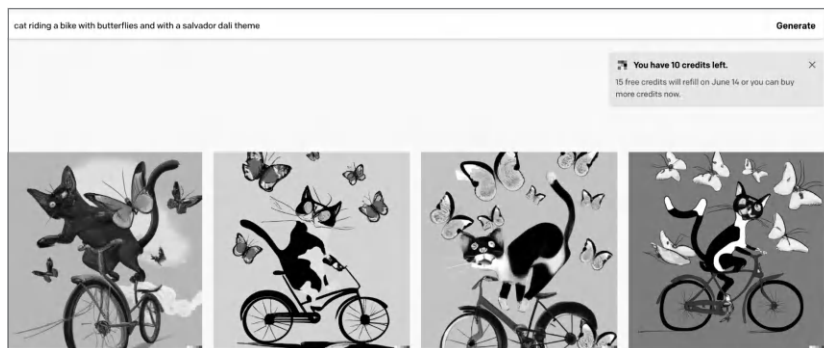 cat riding a bike with butterflies and with a salvador dali theme
Generate
You have 10 credits left.
15 free credits will refill on June 14 or you can buy
more credits now.